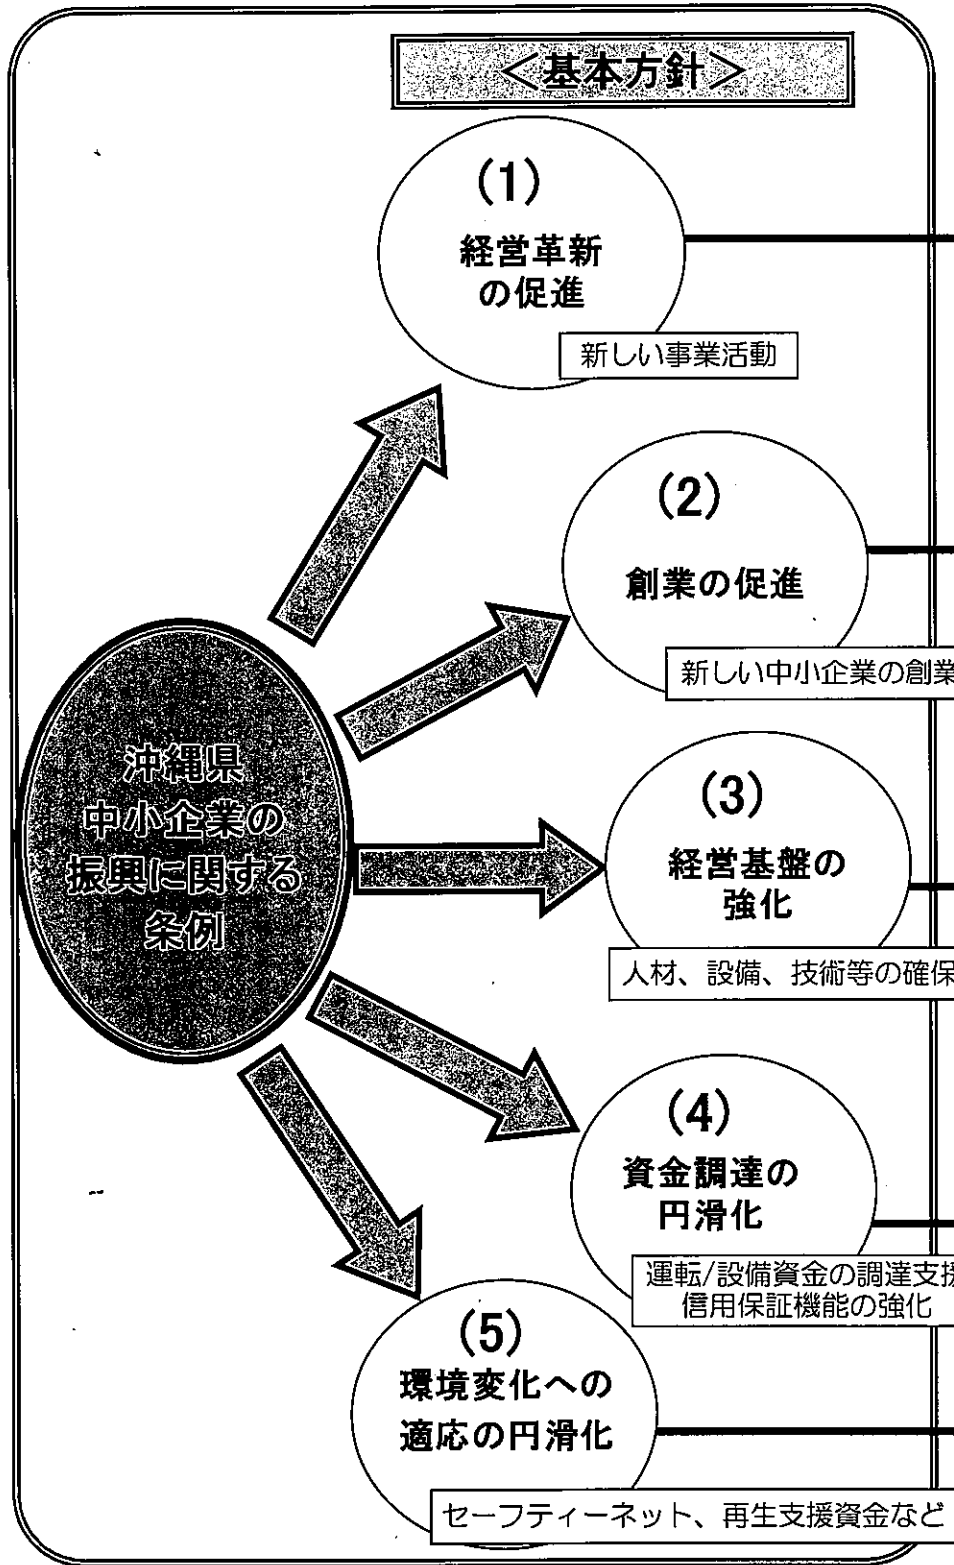 <基本方針>
(1)
経営革新
の促進
新しい事業活動
(2)
創業の促進
新しい中小企業の創業
沖縄県
中小企業の
振興に関する
条例
(3)
経営基盤の
強化
人材、設備、技術等の確保
(4)
資金調達の
円滑化
運転/設備資金の調達支援
信用保証機能の強化
(5)
環境変化への
適応の円滑化
セーフティーネット、再生支援資金など